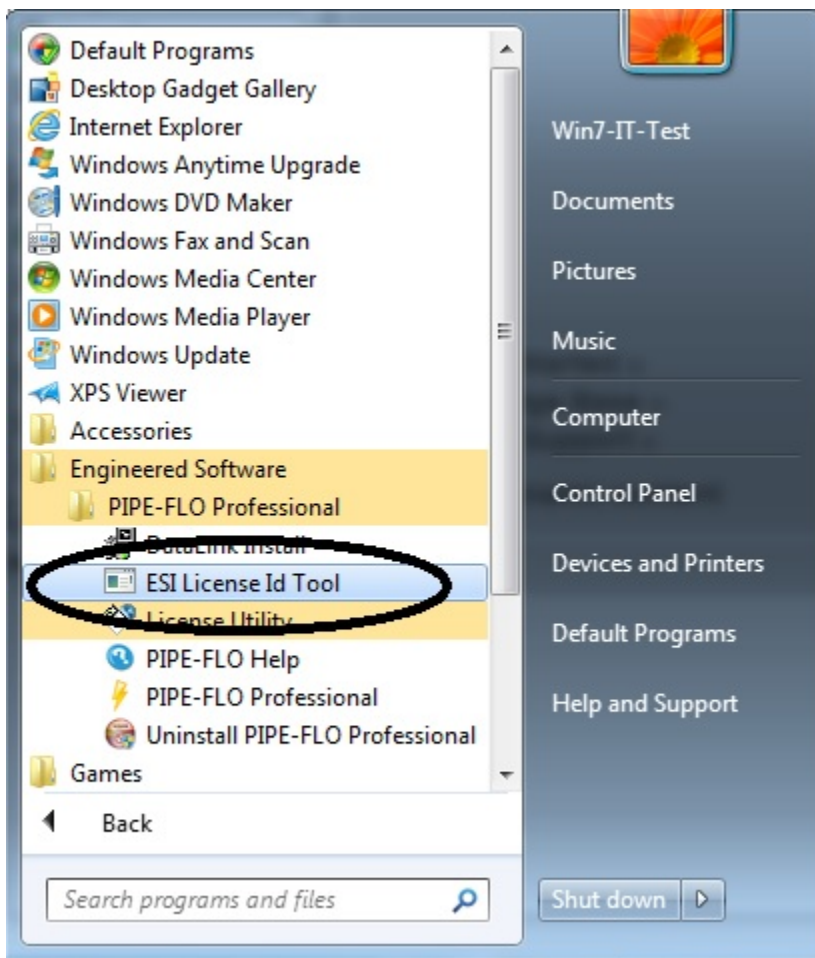 Default Programs
Desktop Gadget Gallery
Internet Explorer
Windows Anytime Upgrade
Windows DVD Maker
Windows Fax and Scan
Windows Media Center
Windows Media Player
Windows Update
XPS Viewer
Accessories
Engineered Software
PIPE-FLO Professional
DataLink Install
ESI License Id Tool
License Utility
PIPE-FLO Help
PIPE-FLO Professional
Uninstall PIPE-FLO Professional
Games
Back
Search programs and files
Win7-IT-Test
Documents
Pictures
Music
Computer
Control Panel
Devices and Printers
Default Programs
Help and Support
Shut down